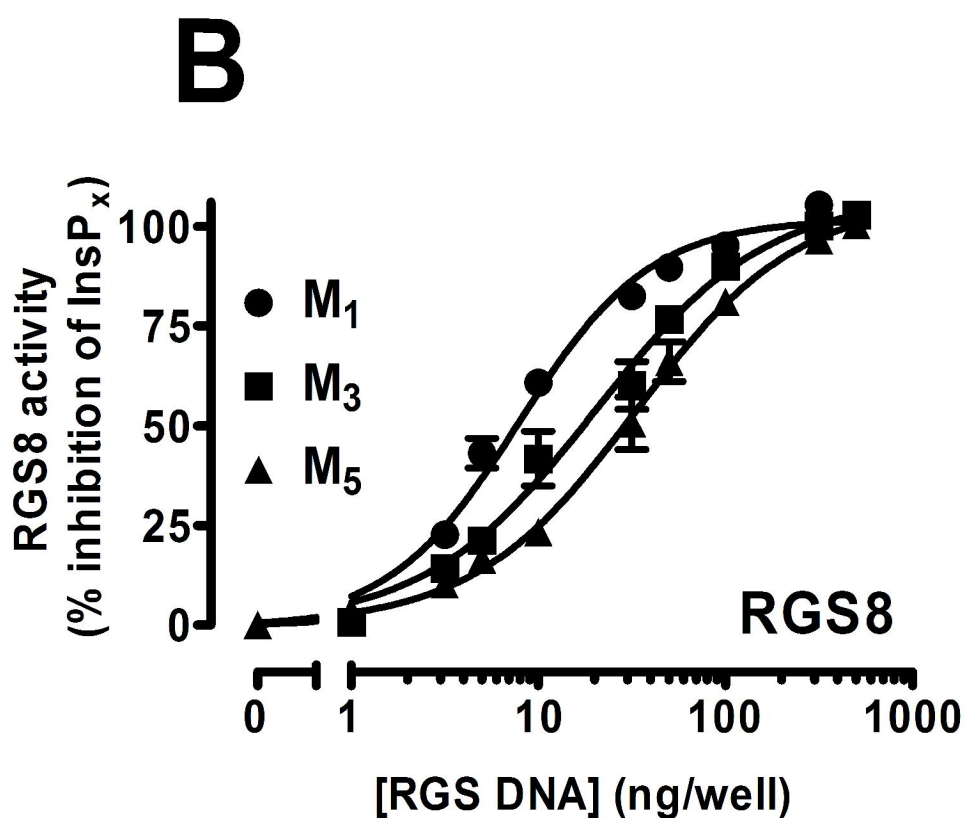 B
RGS8 activity
(% inhibition of InsPₓ)
100
75
50
25
0
M₁
M₃
M₅
RGS8
0 1 10 100 1000
[RGS DNA] (ng/well)